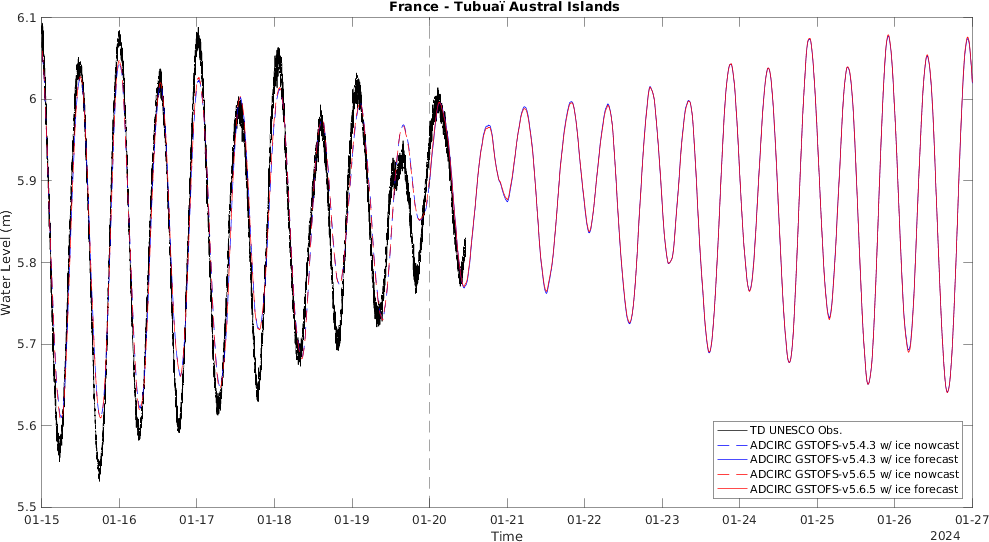 France - Tubuaï Austral Islands
6.1
6
5.9
5.8
5.7
5.6
5.5
Water Level (m)
TD UNESCO Obs.
ADCIRC GSTOFS-v5.4.3 w/ ice nowcast
ADCIRC GSTOFS-v5.4.3 w/ ice forecast
ADCIRC GSTOFS-v5.6.5 w/ ice nowcast
ADCIRC GSTOFS-v5.6.5 w/ ice forecast
01-15 01-16 01-17 01-18 01-19 01-20 01-21 01-22 01-23 01-24 01-25 01-26 01-27
Time
2024